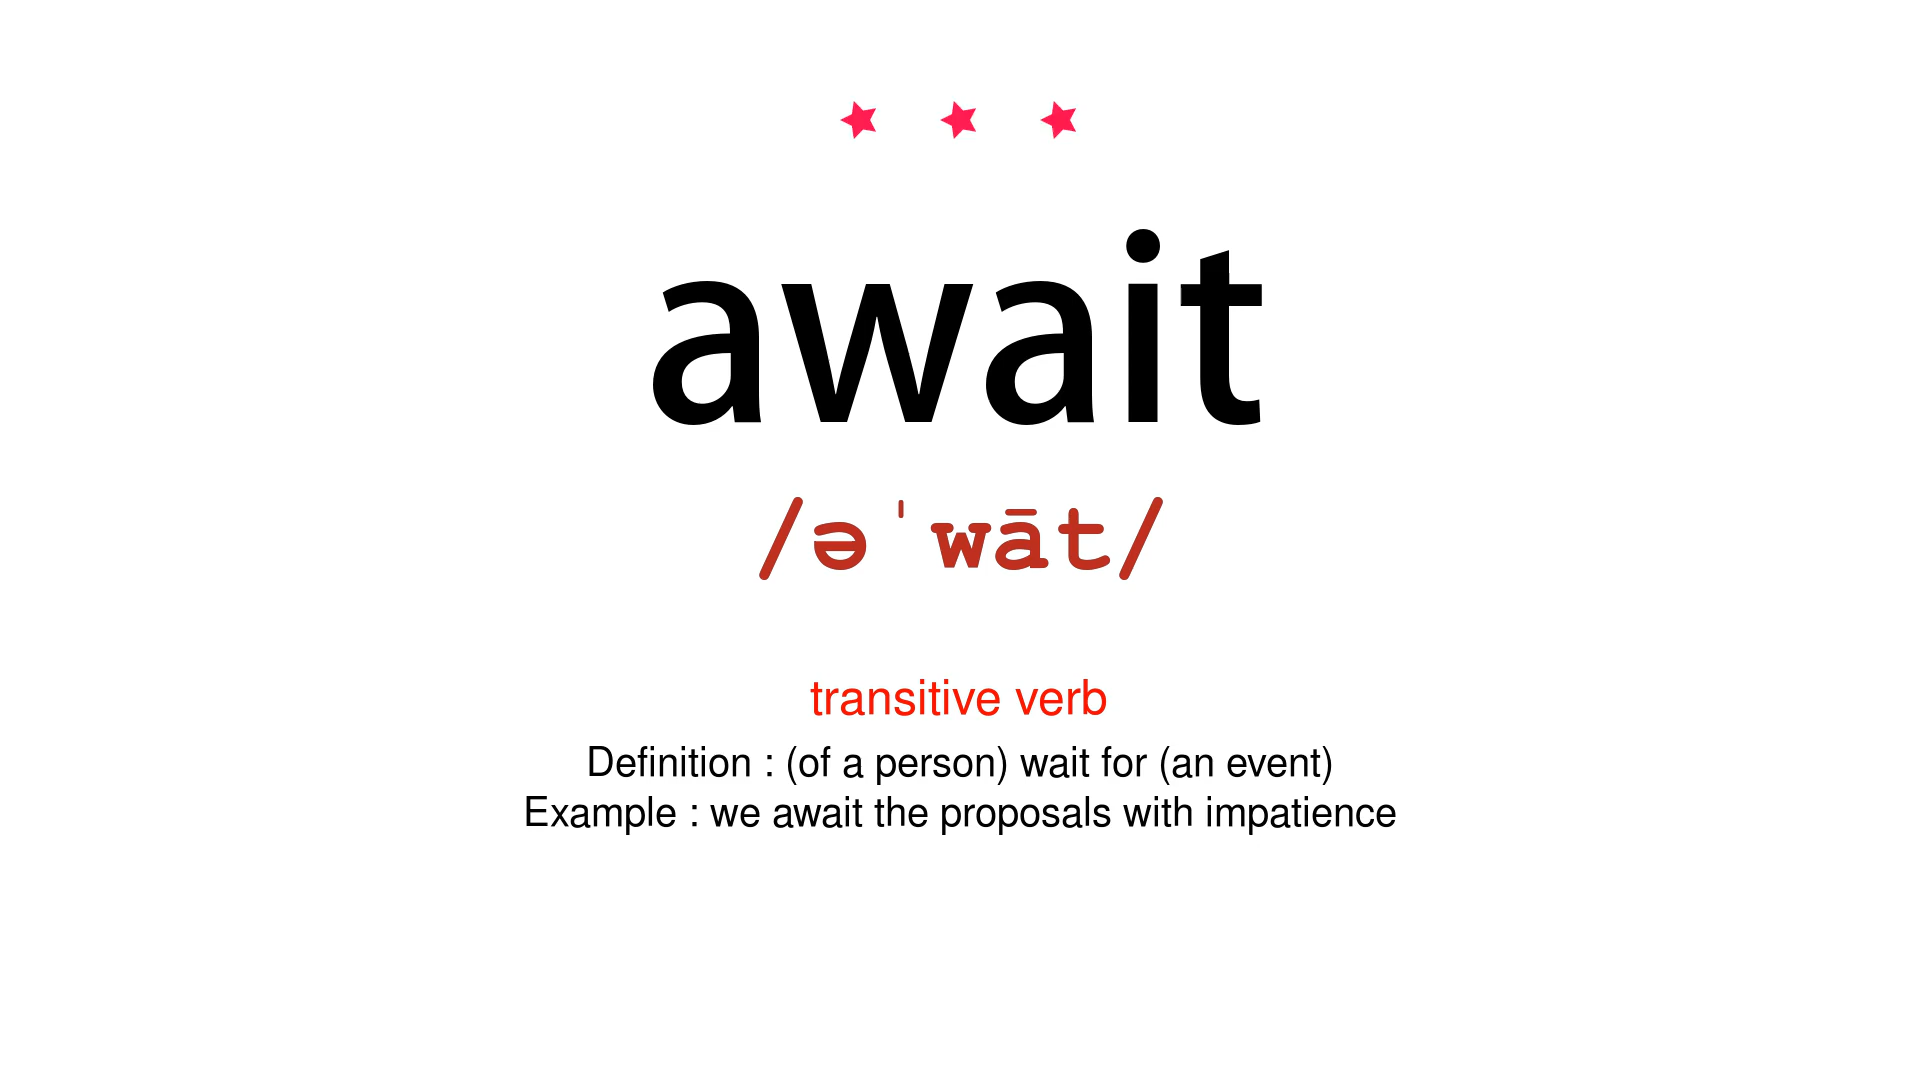 await
/əˈwāt/
transitive verb
Definition : (of a person) wait for (an event)
Example : we await the proposals with impatience